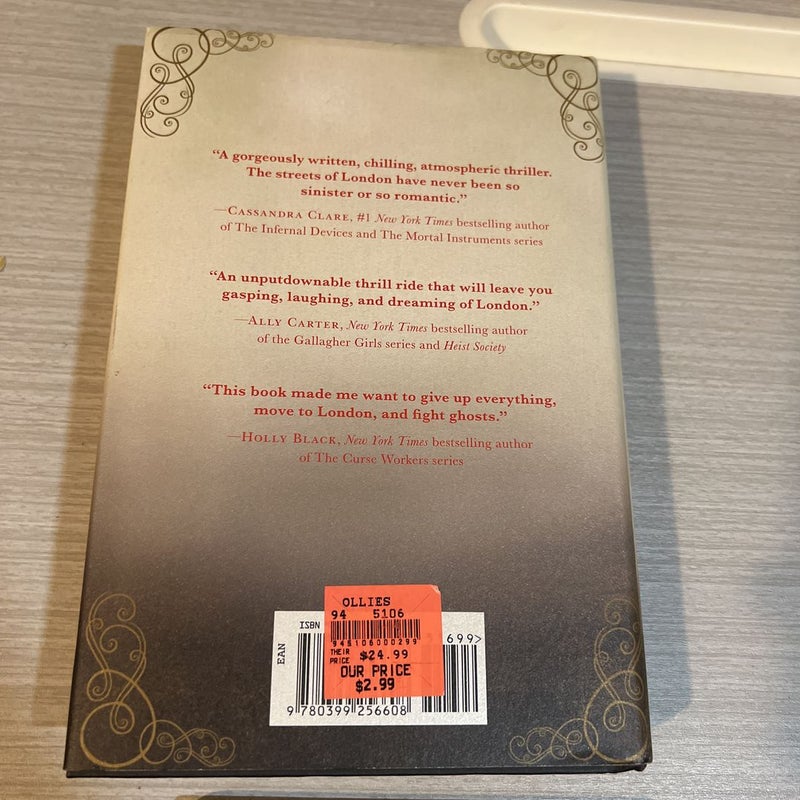 “A gorgeously written, chilling, atmospheric thriller.
The streets of London have never been so
sinister or so romantic.”
—Cassandra Clare, #1 New York Times bestselling author
of The Infernal Devices and The Mortal Instruments series
“An unputdownable thrill ride that will leave you
gasping, laughing, and dreaming of London.”
—Ally Carter, New York Times bestselling author
of the Gallagher Girls series and Heist Society
“This book made me want to give up everything,
move to London, and fight ghosts.”
—Holly Black, New York Times bestselling author
of The Curse Workers series
OLLIES
94 5106
945106000299
THEIR PRICE $24.99
OUR PRICE
$2.99
ISBN
699>
EAN
9 780399 256608